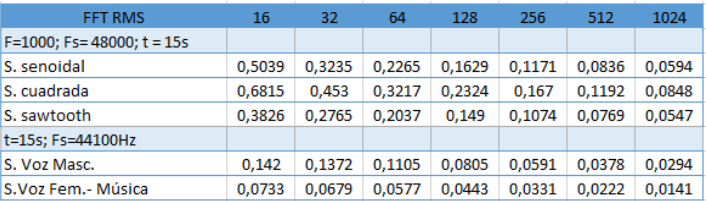 FFT RMS 16 32 64 128 256 512 1024
F=1000; Fs= 48000; t = 15s
S. senoidal 0,5039 0,3235 0,2265 0,1629 0,1171 0,0836 0,0594
S. cuadrada 0,6815 0,453 0,3217 0,2324 0,167 0,1192 0,0848
S. sawtooth 0,3826 0,2765 0,2037 0,149 0,1074 0,0769 0,0547
t=15s; Fs=44100Hz
S. Voz Masc. 0,142 0,1372 0,1105 0,0805 0,0591 0,0378 0,0294
S.Voz Fem.- Música 0,0733 0,0679 0,0577 0,0443 0,0331 0,0222 0,0141